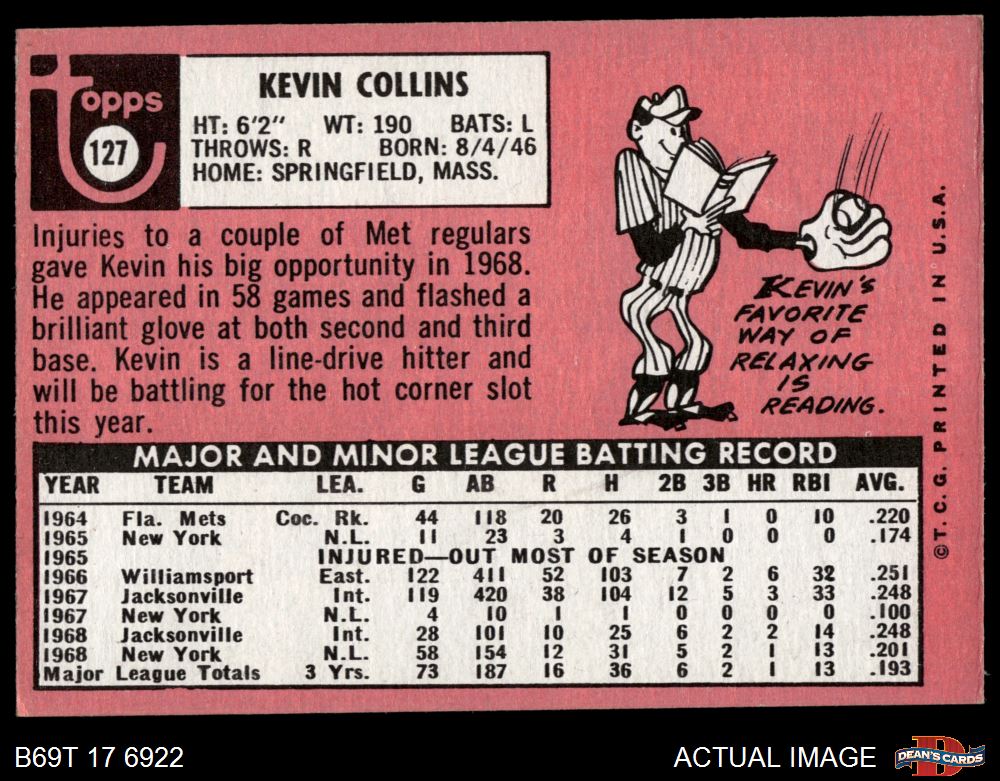 Topps
127
KEVIN COLLINS
HT: 6'2" WT: 190 BATS: L
THROWS: R BORN: 8/4/46
HOME: SPRINGFIELD, MASS.
Injuries to a couple of Met regulars
gave Kevin his big opportunity in 1968.
He appeared in 58 games and flashed a
brilliant glove at both second and third
base. Kevin is a line-drive hitter and
will be battling for the hot corner slot
this year.
KEVIN'S
FAVORITE
WAY OF
RELAXING
IS
READING.
©T.C.G. PRINTED IN U.S.A.
MAJOR AND MINOR LEAGUE BATTING RECORD
YEAR TEAM LEA. G AB R H 2B 3B HR RBI AVG.
1964 Fla. Mets Coc. Rk. 44 118 20 26 3 1 0 10 .220
1965 New York N.L. 11 23 3 4 1 0 0 0 .174
1965 INJURED—OUT MOST OF SEASON
1966 Williamsport East. 122 411 52 103 7 2 6 32 .251
1967 Jacksonville Int. 119 420 38 104 12 5 3 33 .248
1967 New York N.L. 4 10 1 1 0 0 0 0 .100
1968 Jacksonville Int. 28 101 10 25 6 2 2 14 .248
1968 New York N.L. 58 154 12 31 5 2 1 13 .201
Major League Totals 3 Yrs. 73 187 16 36 6 2 1 13 .193
B69T 17 6922
ACTUAL IMAGE
D
DEAN'S CARDS